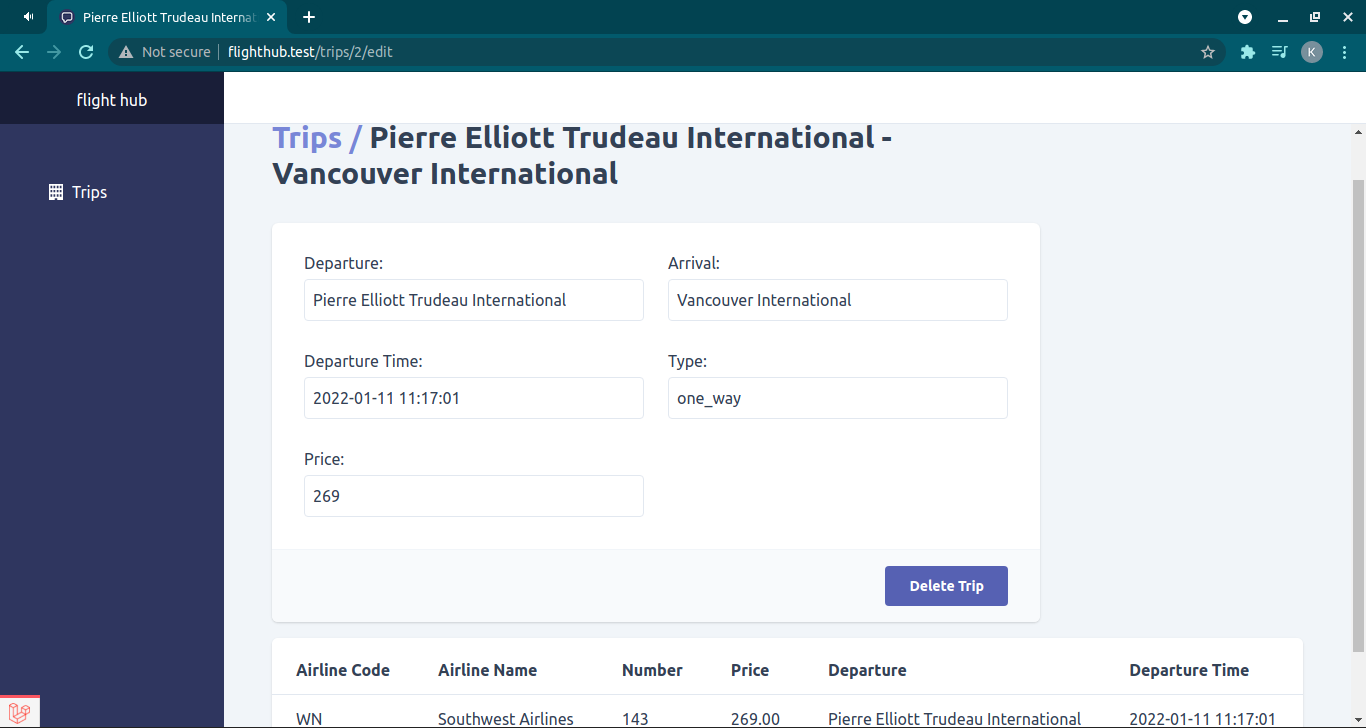 Pierre Elliott Trudeau Internat
Not secure | flighthub.test/trips/2/edit
K
flight hub
Trips
Trips / Pierre Elliott Trudeau International -
Vancouver International
Departure: Arrival:
Pierre Elliott Trudeau International Vancouver International
Departure Time: Type:
2022-01-11 11:17:01 one_way
Price:
269
Delete Trip
Airline Code Airline Name Number Price Departure Departure Time
WN Southwest Airlines 143 269.00 Pierre Elliott Trudeau International 2022-01-11 11:17:01